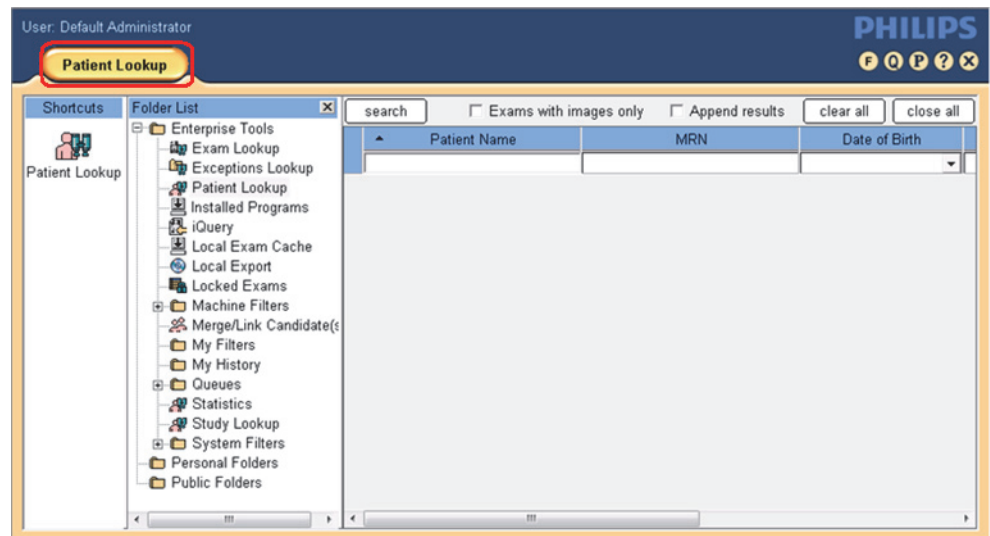 User: Default Administrator
PHILIPS
Patient Lookup
F Q P ? X
Shortcuts
Patient Lookup
Folder List
Enterprise Tools
Exam Lookup
Exceptions Lookup
Patient Lookup
Installed Programs
iQuery
Local Exam Cache
Local Export
Locked Exams
Machine Filters
Merge/Link Candidate(s
My Filters
My History
Queues
Statistics
Study Lookup
System Filters
Personal Folders
Public Folders
search Exams with images only Append results clear all close all
Patient Name MRN Date of Birth